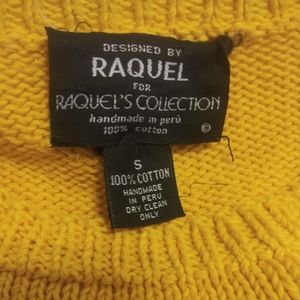 DESIGNED BY
RAQUEL
FOR
RAQUEL'S COLLECTION
handmade in perú
100% cotton
©
S
100% COTTON
HANDMADE
IN PERU
DRY CLEAN
ONLY